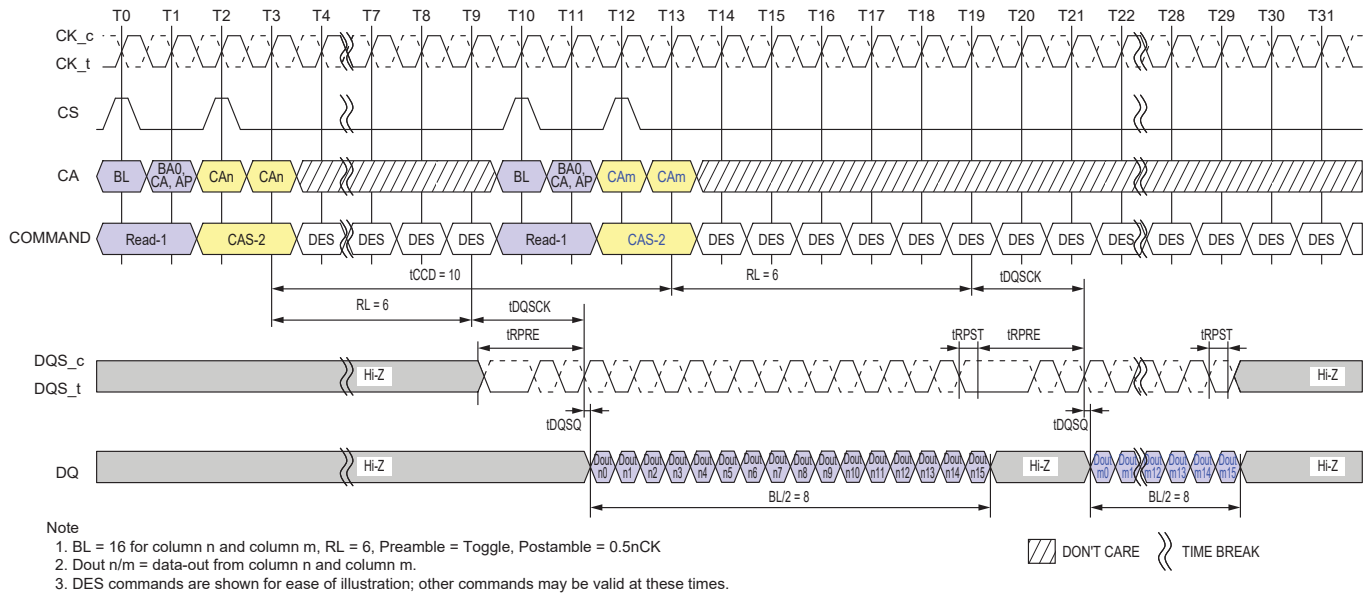 T0 T1 T2 T3 T4 T7 T8 T9 T10 T11 T12 T13 T14 T15 T16 T17 T18 T19 T20 T21 T22 T28 T29 T30 T31
CK_c
CK_t
CS
CA BL BA0, CA, AP CAn CAn BL BA0, CA, AP CAm CAm
COMMAND Read-1 CAS-2 DES DES DES DES Read-1 CAS-2 DES DES DES DES DES DES DES DES DES DES DES DES DES
tCCD = 10 RL = 6 tDQSCK
RL = 6 tDQSCK
tRPRE tRPST tRPRE tRPST
DQS_c
DQS_t
Hi-Z Hi-Z
tDQSQ tDQSQ
DQ Hi-Z Dout n0 Dout n1 Dout n2 Dout n3 Dout n4 Dout n5 Dout n6 Dout n7 Dout n8 Dout n9 Dout n10 Dout n11 Dout n12 Dout n13 Dout n14 Dout n15 Hi-Z Dout m0 Dout m1 Dout m12 Dout m13 Dout m14 Dout m15 Hi-Z
BL/2 = 8 BL/2 = 8
Note
1. BL = 16 for column n and column m, RL = 6, Preamble = Toggle, Postamble = 0.5nCK
2. Dout n/m = data-out from column n and column m.
3. DES commands are shown for ease of illustration; other commands may be valid at these times.
DON'T CARE TIME BREAK